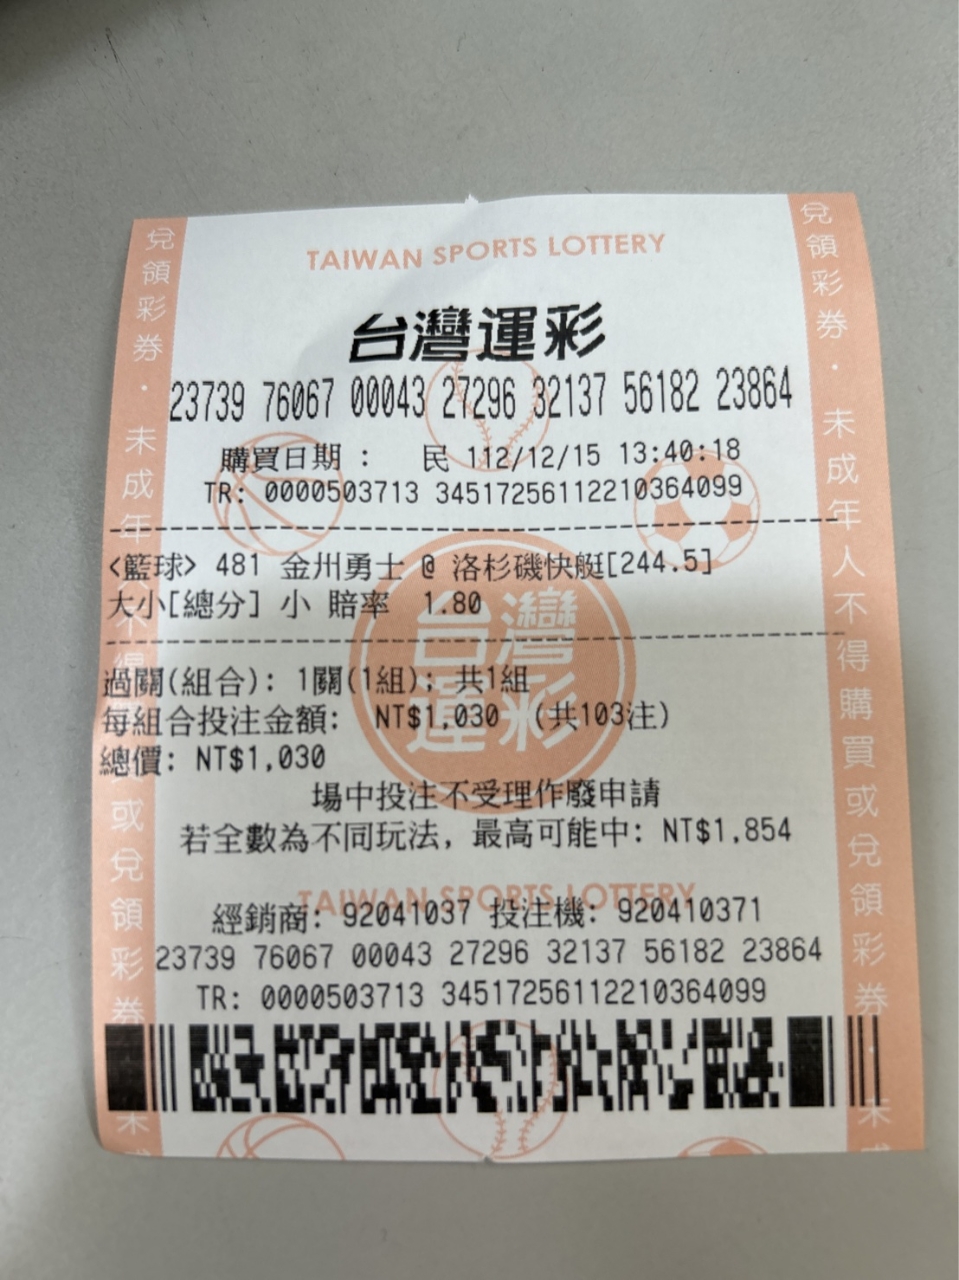 TAIWAN SPORTS LOTTERY
台灣運彩
23739 76067 00043 27296 32137 56182 23864
購買日期： 民 112/12/15 13:40:18
TR: 0000503713 34517256112210364099
<籃球> 481 金州勇士 @ 洛杉磯快艇[244.5]
大小[總分] 小 賠率 1.80
台灣運彩
過關(組合): 1關(1組); 共1組
每組合投注金額: NT$1,030 (共103注)
總價: NT$1,030
場中投注不受理作廢申請
若全數為不同玩法, 最高可能中: NT$1,854
TAIWAN SPORTS LOTTERY
經銷商: 92041037 投注機: 920410371
23739 76067 00043 27296 32137 56182 23864
TR: 0000503713 34517256112210364099
兌領彩券・未成年人不得購買或兌領彩券・未成
兌領彩券・未成年人不得購買或兌領彩券・未成